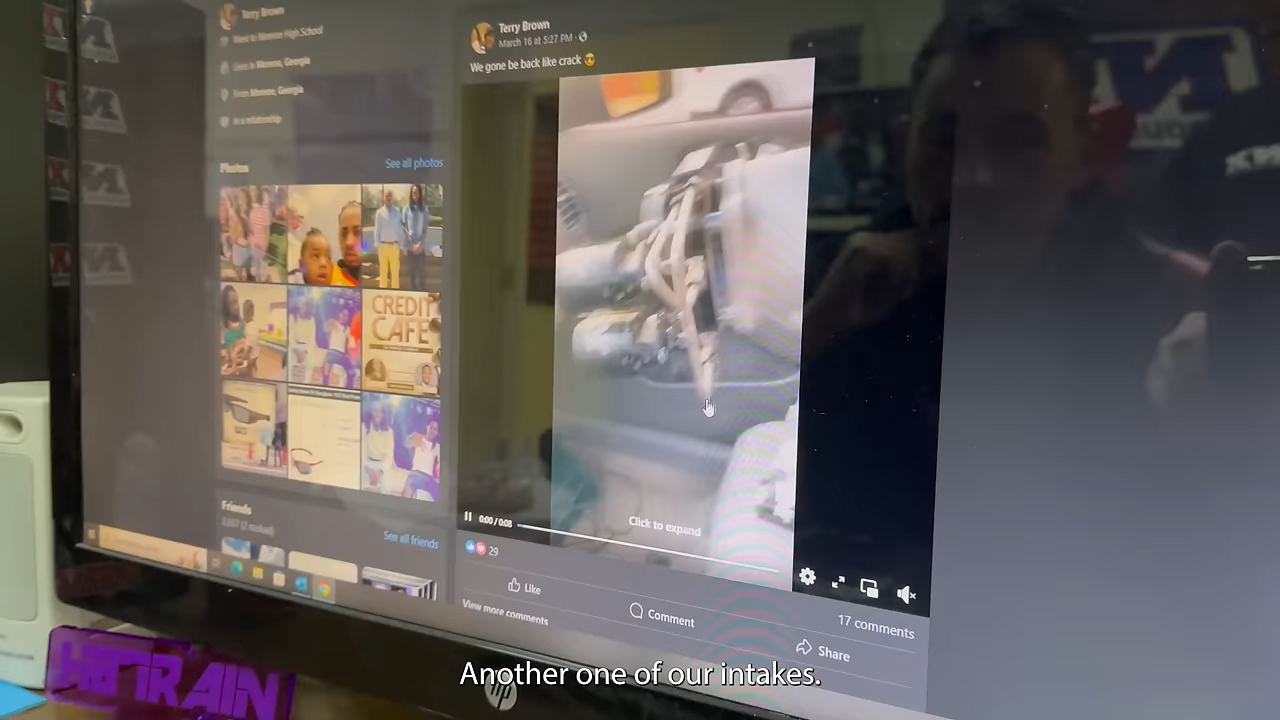 Terry Brown
Went to Monroe High School
Lives in Monroe, Georgia
From Monroe, Georgia
In a relationship
Photos
See all photos
CREDIT
CAFE
Friends
See all friends
Terry Brown
March 16 at 5:27 PM
We gone be back like crack 😎
Click to expand
0:00 / 0:08
29
17 comments
Like
Comment
Share
View more comments
HITTRAIN
hp
Another one of our intakes.